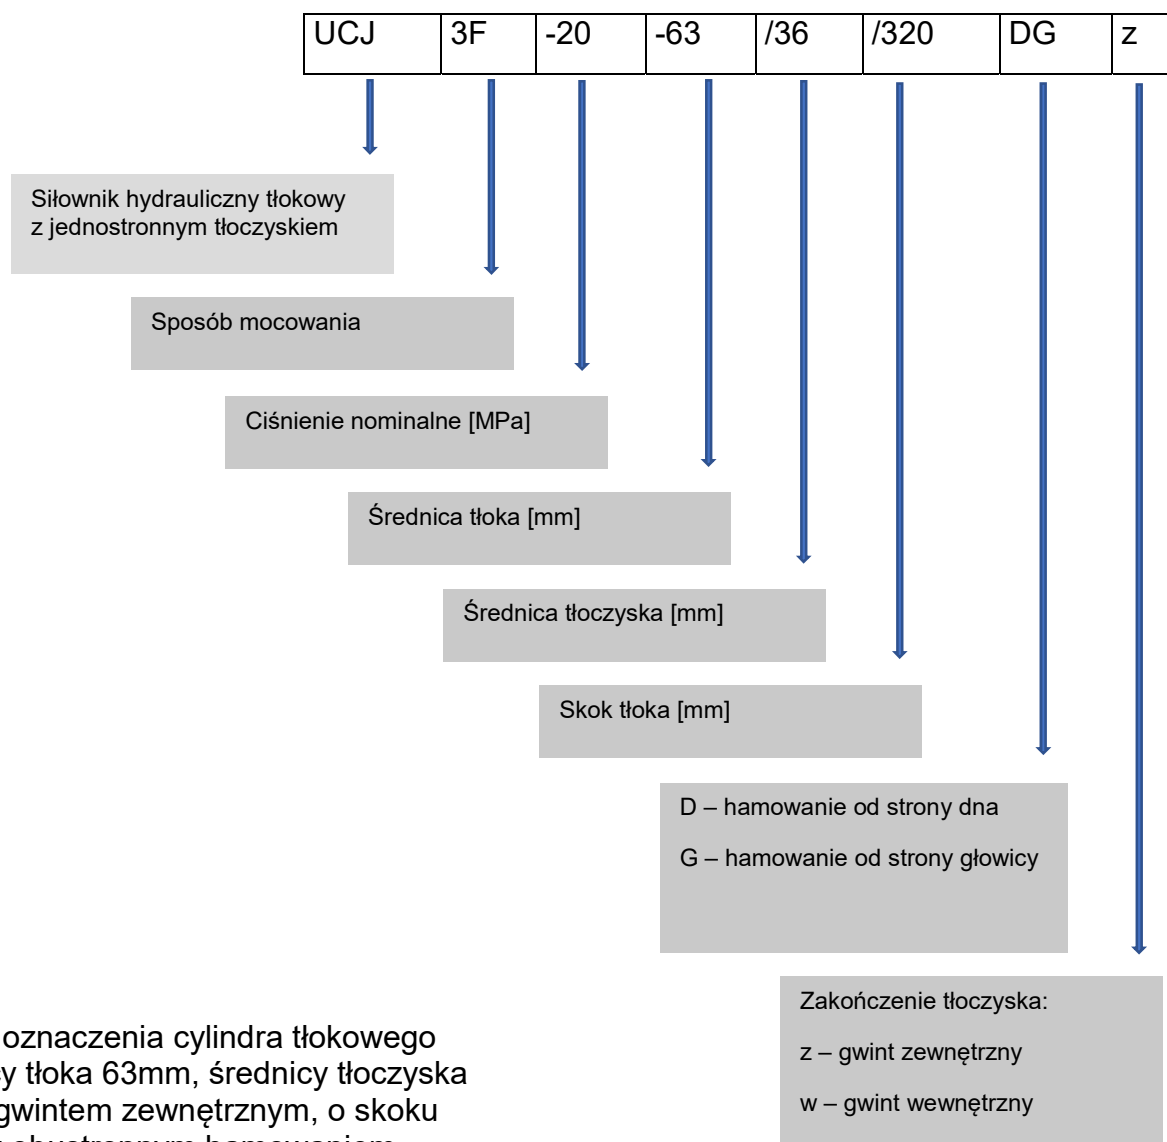 UCJ 3F -20 -63 /36 /320 DG z
Siłownik hydrauliczny tłokowy
z jednostronnym tłoczyskiem
Sposób mocowania
Ciśnienie nominalne [MPa]
Średnica tłoka [mm]
Średnica tłoczyska [mm]
Skok tłoka [mm]
D – hamowanie od strony dna
G – hamowanie od strony głowicy
Zakończenie tłoczyska:
z – gwint zewnętrzny
w – gwint wewnętrzny
oznaczenia cylindra tłokowego
y tłoka 63mm, średnicy tłoczyska
gwintem zewnętrznym, o skoku
obustronnym hamowaniem